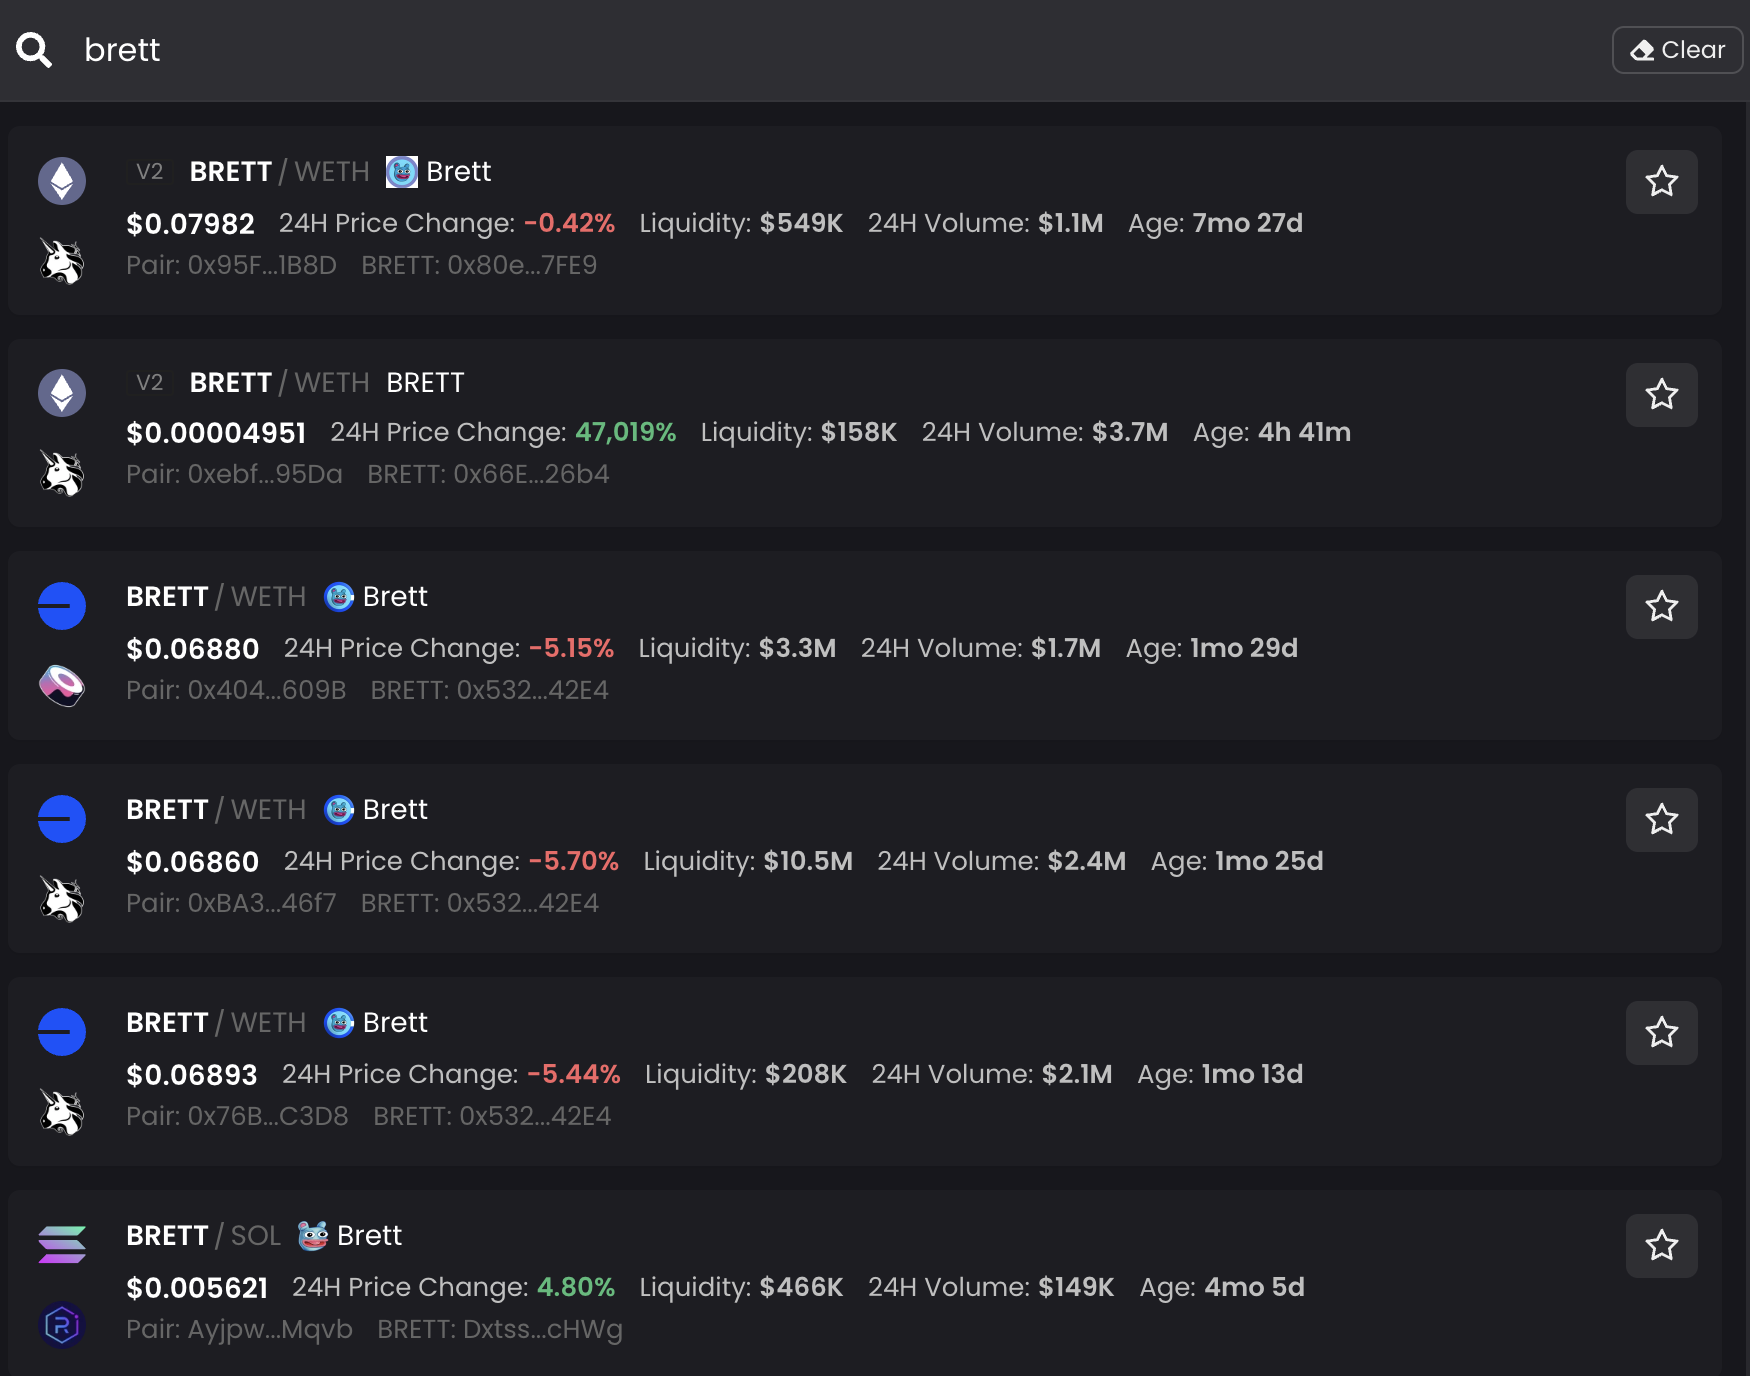 brett
Clear
V2 BRETT / WETH Brett
$0.07982 24H Price Change: -0.42% Liquidity: $549K 24H Volume: $1.1M Age: 7mo 27d
Pair: 0x95F...1B8D BRETT: 0x80e...7FE9
V2 BRETT / WETH BRETT
$0.00004951 24H Price Change: 47,019% Liquidity: $158K 24H Volume: $3.7M Age: 4h 41m
Pair: 0xebf...95Da BRETT: 0x66E...26b4
BRETT / WETH Brett
$0.06880 24H Price Change: -5.15% Liquidity: $3.3M 24H Volume: $1.7M Age: 1mo 29d
Pair: 0x404...609B BRETT: 0x532...42E4
BRETT / WETH Brett
$0.06860 24H Price Change: -5.70% Liquidity: $10.5M 24H Volume: $2.4M Age: 1mo 25d
Pair: 0xBA3...46f7 BRETT: 0x532...42E4
BRETT / WETH Brett
$0.06893 24H Price Change: -5.44% Liquidity: $208K 24H Volume: $2.1M Age: 1mo 13d
Pair: 0x76B...C3D8 BRETT: 0x532...42E4
BRETT / SOL Brett
$0.005621 24H Price Change: 4.80% Liquidity: $466K 24H Volume: $149K Age: 4mo 5d
Pair: Ayjpw...Mqvb BRETT: Dxtss...cHWg